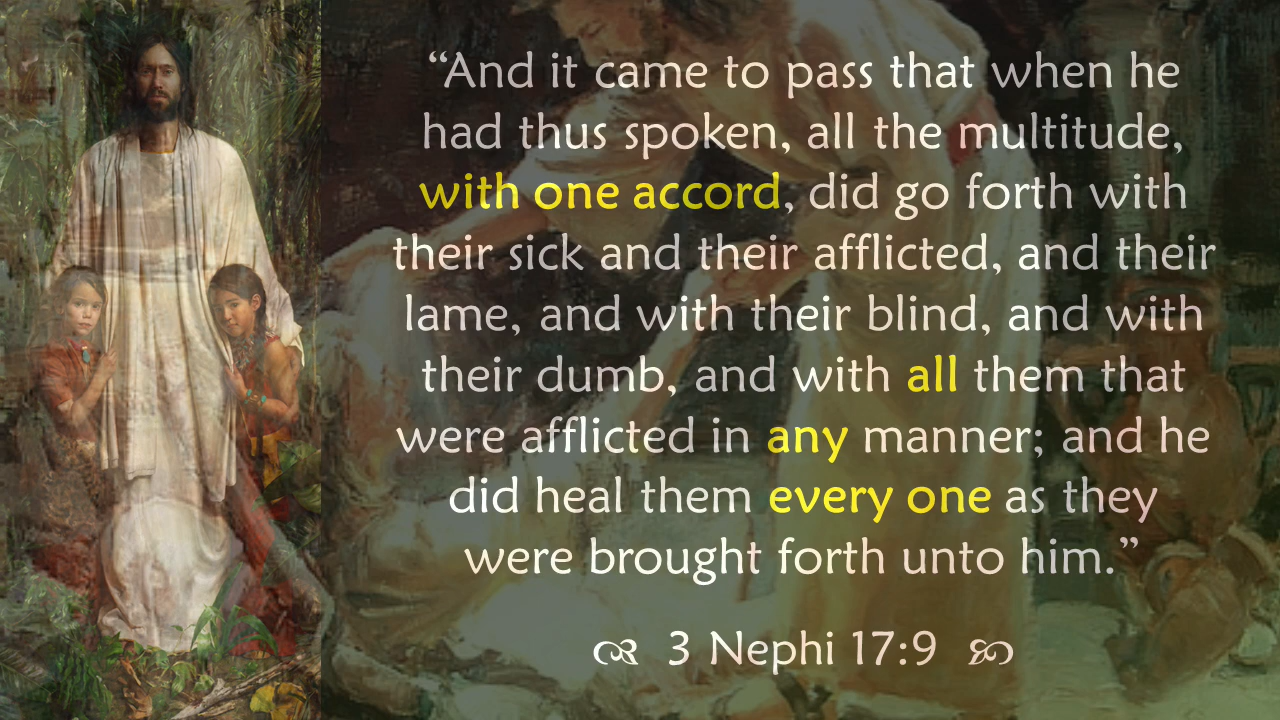 “And it came to pass that when he
had thus spoken, all the multitude,
with one accord, did go forth with
their sick and their afflicted, and their
lame, and with their blind, and with
their dumb, and with all them that
were afflicted in any manner; and he
did heal them every one as they
were brought forth unto him.”
3 Nephi 17:9